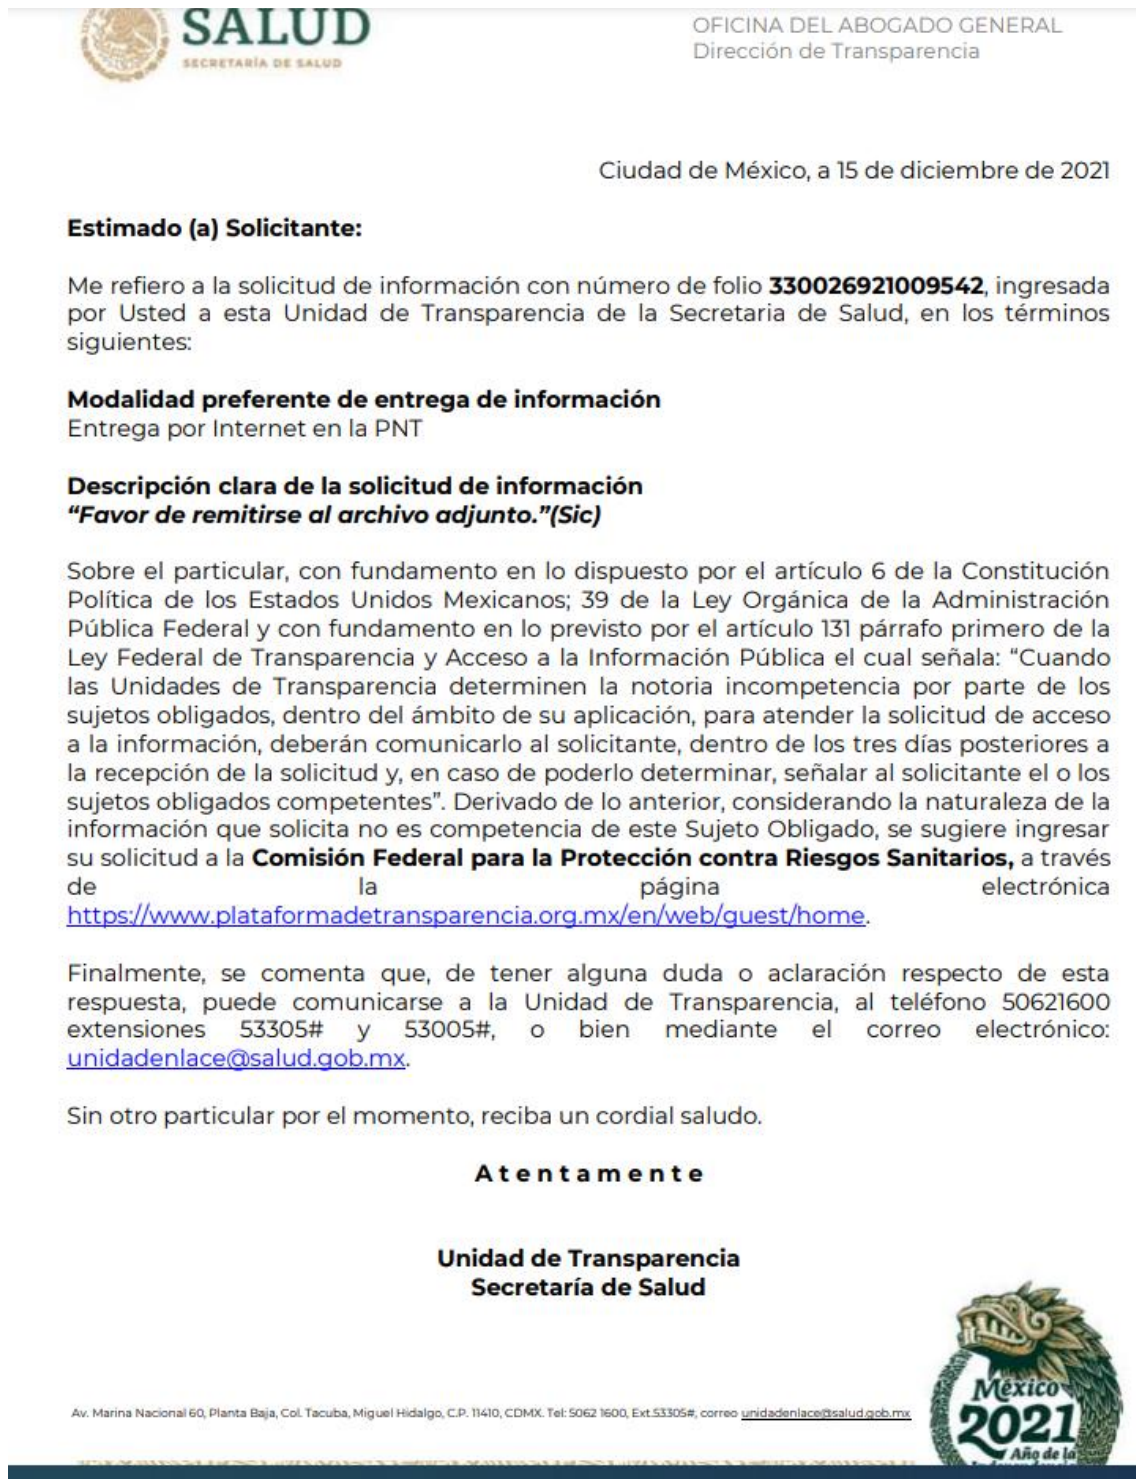 SALUD
SECRETARÍA DE SALUD
OFICINA DEL ABOGADO GENERAL
Dirección de Transparencia
Ciudad de México, a 15 de diciembre de 2021
Estimado (a) Solicitante:
Me refiero a la solicitud de información con número de folio 330026921009542, ingresada
por Usted a esta Unidad de Transparencia de la Secretaria de Salud, en los términos
siguientes:
Modalidad preferente de entrega de información
Entrega por Internet en la PNT
Descripción clara de la solicitud de información
“Favor de remitirse al archivo adjunto.”(Sic)
Sobre el particular, con fundamento en lo dispuesto por el artículo 6 de la Constitución
Política de los Estados Unidos Mexicanos; 39 de la Ley Orgánica de la Administración
Pública Federal y con fundamento en lo previsto por el artículo 131 párrafo primero de la
Ley Federal de Transparencia y Acceso a la Información Pública el cual señala: “Cuando
las Unidades de Transparencia determinen la notoria incompetencia por parte de los
sujetos obligados, dentro del ámbito de su aplicación, para atender la solicitud de acceso
a la información, deberán comunicarlo al solicitante, dentro de los tres días posteriores a
la recepción de la solicitud y, en caso de poderlo determinar, señalar al solicitante el o los
sujetos obligados competentes”. Derivado de lo anterior, considerando la naturaleza de la
información que solicita no es competencia de este Sujeto Obligado, se sugiere ingresar
su solicitud a la Comisión Federal para la Protección contra Riesgos Sanitarios, a través
de la página electrónica
https://www.plataformadetransparencia.org.mx/en/web/guest/home.
Finalmente, se comenta que, de tener alguna duda o aclaración respecto de esta
respuesta, puede comunicarse a la Unidad de Transparencia, al teléfono 50621600
extensiones 53305# y 53005#, o bien mediante el correo electrónico:
unidadenlace@salud.gob.mx.
Sin otro particular por el momento, reciba un cordial saludo.
Atentamente
Unidad de Transparencia
Secretaría de Salud
Av. Marina Nacional 60, Planta Baja, Col. Tacuba, Miguel Hidalgo, C.P. 11410, CDMX. Tel: 5062 1600, Ext.53305#, correo unidadenlace@salud.gob.mx
México
2021
Año de la